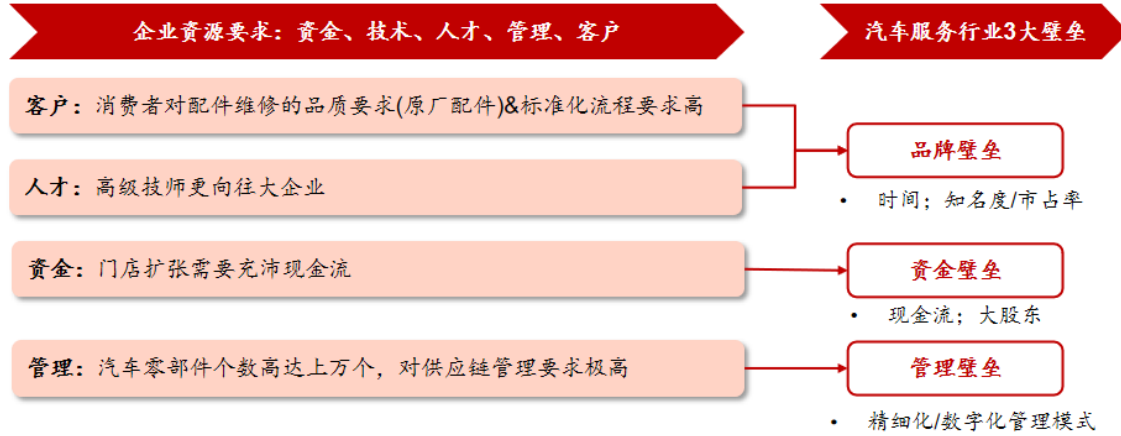 企业资源要求：资金、技术、人才、管理、客户
汽车服务行业3大壁垒
客户：消费者对配件维修的品质要求(原厂配件)&标准化流程要求高
人才：高级技师更向往大企业
品牌壁垒
• 时间；知名度/市占率
资金：门店扩张需要充沛现金流
资金壁垒
• 现金流；大股东
管理：汽车零部件个数高达上万个，对供应链管理要求极高
管理壁垒
• 精细化/数字化管理模式